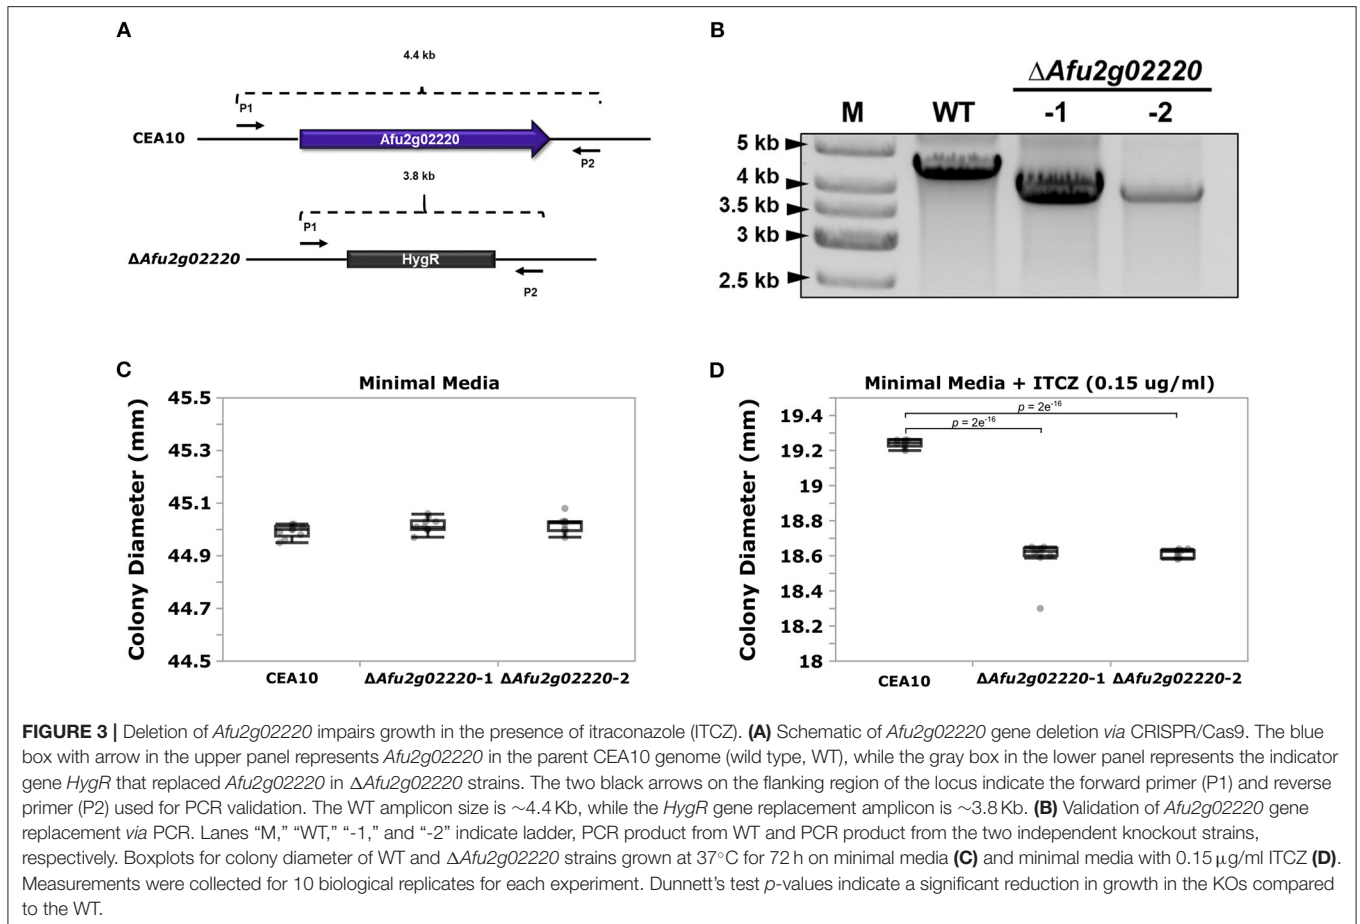 A
4.4 kb
P1
CEA10
Afu2g02220
P2
3.8 kb
P1
ΔAfu2g02220
HygR
P2
B
ΔAfu2g02220
M WT -1 -2
5 kb
4 kb
3.5 kb
3 kb
2.5 kb
C
Minimal Media
Colony Diameter (mm)
45.5
45.3
45.1
44.9
44.7
44.5
CEA10 ΔAfu2g02220-1 ΔAfu2g02220-2
D
Minimal Media + ITCZ (0.15 ug/ml)
Colony Diameter (mm)
p = 2e-16
p = 2e-16
19.4
19.2
19
18.8
18.6
18.4
18.2
18
CEA10 ΔAfu2g02220-1 ΔAfu2g02220-2
FIGURE 3 | Deletion of Afu2g02220 impairs growth in the presence of itraconazole (ITCZ). (A) Schematic of Afu2g02220 gene deletion via CRISPR/Cas9. The blue
box with arrow in the upper panel represents Afu2g02220 in the parent CEA10 genome (wild type, WT), while the gray box in the lower panel represents the indicator
gene HygR that replaced Afu2g02220 in ΔAfu2g02220 strains. The two black arrows on the flanking region of the locus indicate the forward primer (P1) and reverse
primer (P2) used for PCR validation. The WT amplicon size is ∼4.4 Kb, while the HygR gene replacement amplicon is ∼3.8 Kb. (B) Validation of Afu2g02220 gene
replacement via PCR. Lanes “M,” “WT,” “-1,” and “-2” indicate ladder, PCR product from WT and PCR product from the two independent knockout strains,
respectively. Boxplots for colony diameter of WT and ΔAfu2g02220 strains grown at 37°C for 72 h on minimal media (C) and minimal media with 0.15 μg/ml ITCZ (D).
Measurements were collected for 10 biological replicates for each experiment. Dunnett’s test p-values indicate a significant reduction in growth in the KOs compared
to the WT.